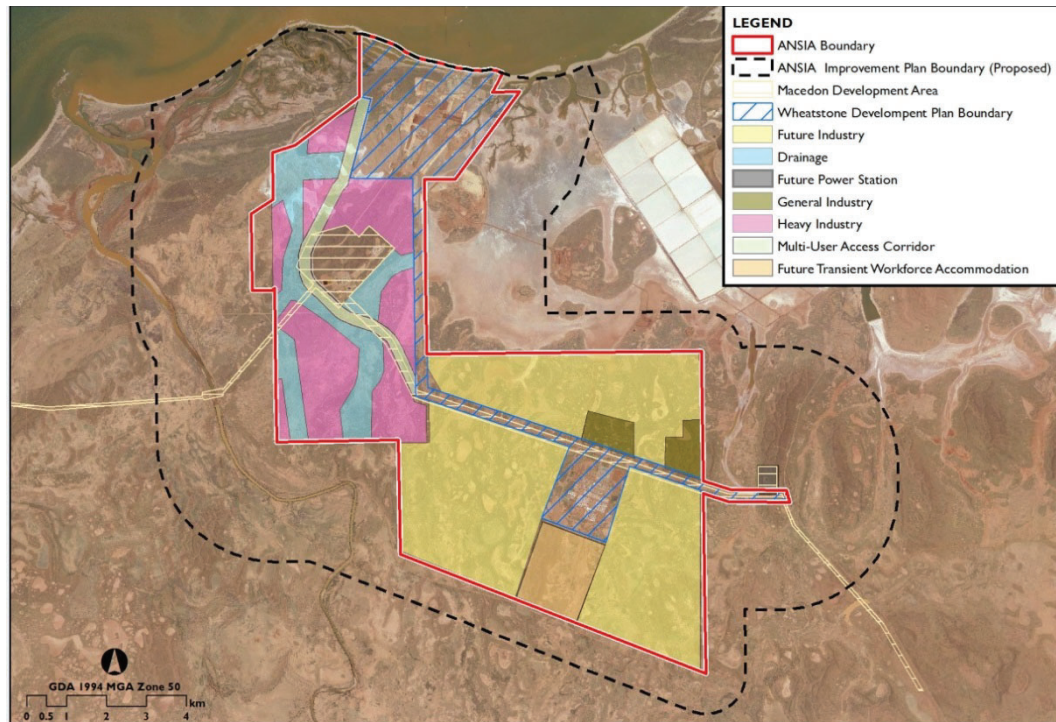 LEGEND
ANSIA Boundary
ANSIA Improvement Plan Boundary (Proposed)
Macedon Development Area
Wheatstone Develompent Plan Boundary
Future Industry
Drainage
Future Power Station
General Industry
Heavy Industry
Multi-User Access Corridor
Future Transient Workforce Accommodation
GDA 1994 MGA Zone 50
km
0 0.5 1 2 3 4